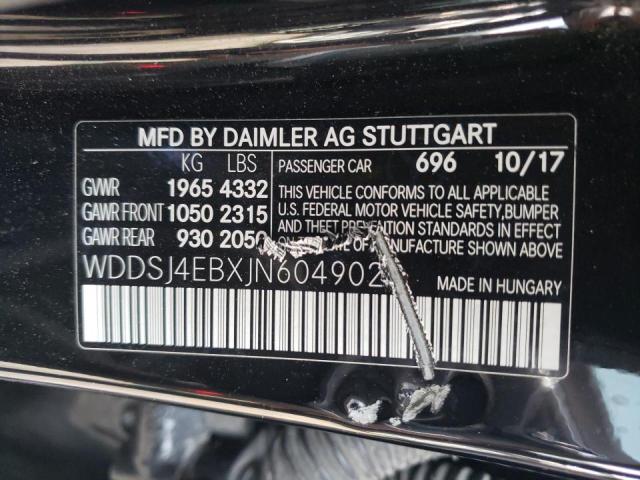 MFD BY DAIMLER AG STUTTGART
KG LBS
GVWR 1965 4332
GAWR FRONT 1050 2315
GAWR REAR 930 2050
PASSENGER CAR 696 10/17
THIS VEHICLE CONFORMS TO ALL APPLICABLE
U.S. FEDERAL MOTOR VEHICLE SAFETY, BUMPER
AND THEFT PREVENTION STANDARDS IN EFFECT
MANUFACTURE SHOWN ABOVE.
WDDSJ4EBXJN604902
MADE IN HUNGARY